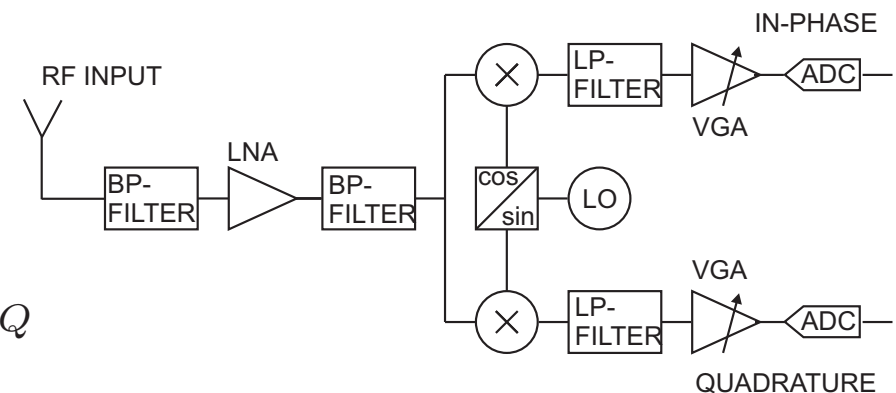 IN-PHASE
RF INPUT
LP-
FILTER
ADC
VGA
LNA
BP-
FILTER
BP-
FILTER
cos
sin
LO
VGA
Q
LP-
FILTER
ADC
QUADRATURE